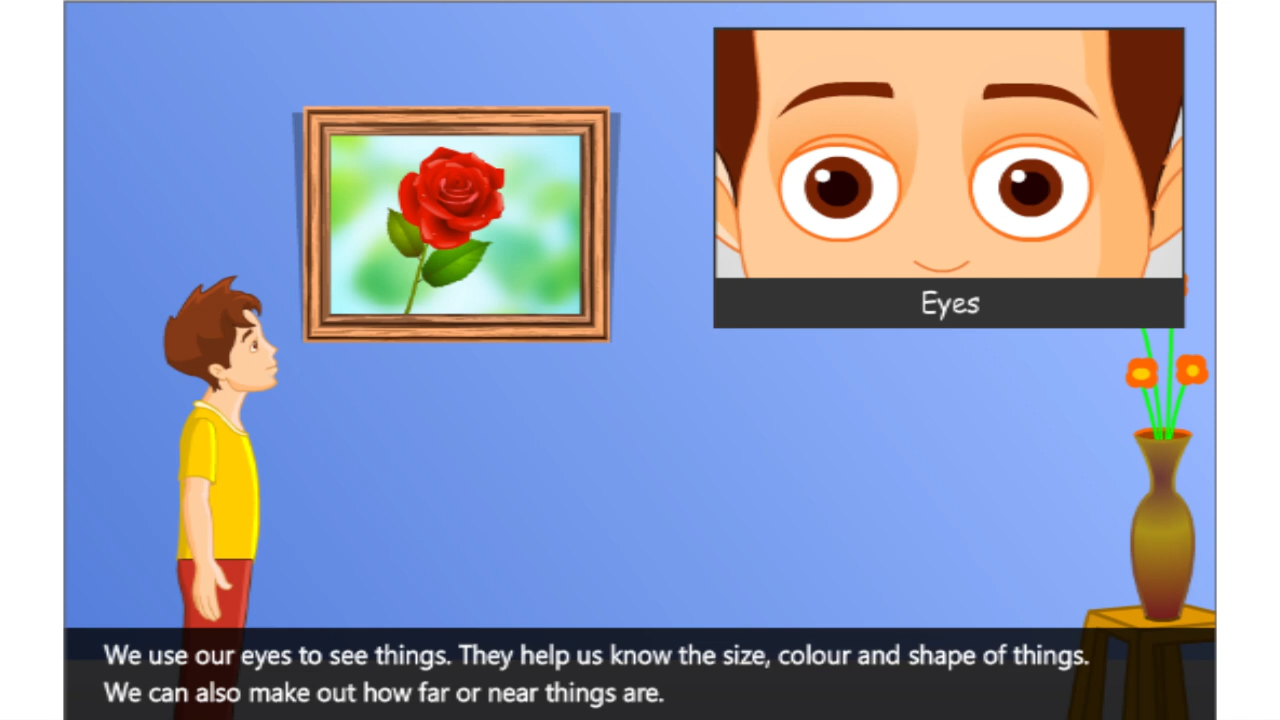 Eyes
We use our eyes to see things. They help us know the size, colour and shape of things.
We can also make out how far or near things are.